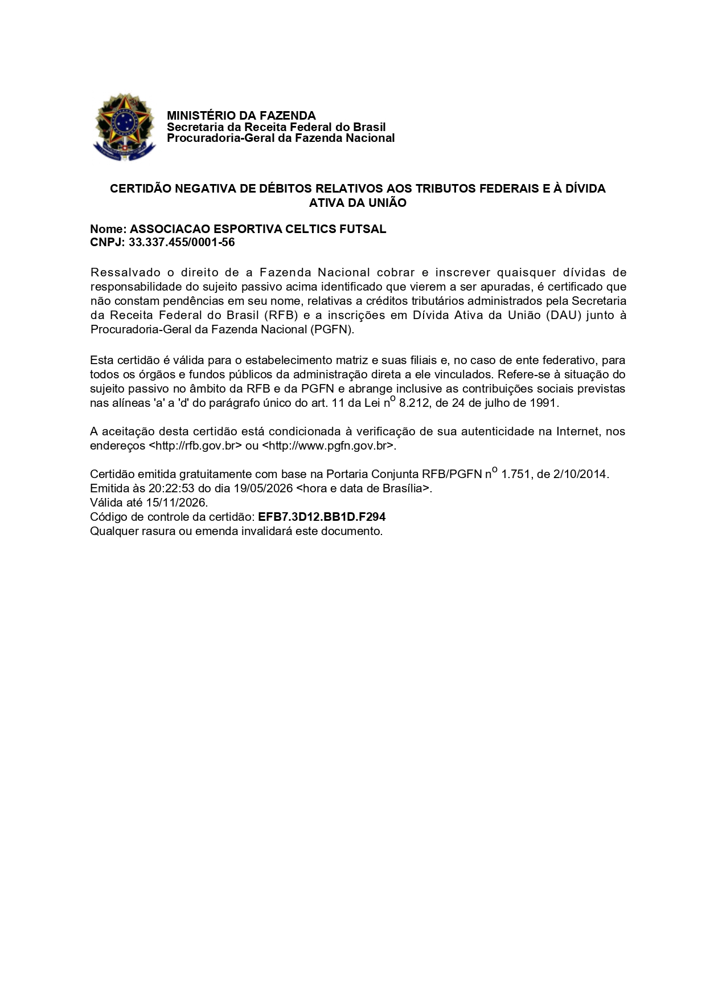 MINISTÉRIO DA FAZENDA
Secretaria da Receita Federal do Brasil
Procuradoria-Geral da Fazenda Nacional
CERTIDÃO NEGATIVA DE DÉBITOS RELATIVOS AOS TRIBUTOS FEDERAIS E À DÍVIDA
ATIVA DA UNIÃO
Nome: ASSOCIACAO ESPORTIVA CELTICS FUTSAL
CNPJ: 33.337.455/0001-56
Ressalvado o direito de a Fazenda Nacional cobrar e inscrever quaisquer dívidas de
responsabilidade do sujeito passivo acima identificado que vierem a ser apuradas, é certificado que
não constam pendências em seu nome, relativas a créditos tributários administrados pela Secretaria
da Receita Federal do Brasil (RFB) e a inscrições em Dívida Ativa da União (DAU) junto à
Procuradoria-Geral da Fazenda Nacional (PGFN).
Esta certidão é válida para o estabelecimento matriz e suas filiais e, no caso de ente federativo, para
todos os órgãos e fundos públicos da administração direta a ele vinculados. Refere-se à situação do
sujeito passivo no âmbito da RFB e da PGFN e abrange inclusive as contribuições sociais previstas
nas alíneas 'a' a 'd' do parágrafo único do art. 11 da Lei nº 8.212, de 24 de julho de 1991.
A aceitação desta certidão está condicionada à verificação de sua autenticidade na Internet, nos
endereços <http://rfb.gov.br> ou <http://www.pgfn.gov.br>.
Certidão emitida gratuitamente com base na Portaria Conjunta RFB/PGFN nº 1.751, de 2/10/2014.
Emitida às 20:22:53 do dia 19/05/2026 <hora e data de Brasília>.
Válida até 15/11/2026.
Código de controle da certidão: EFB7.3D12.BB1D.F294
Qualquer rasura ou emenda invalidará este documento.